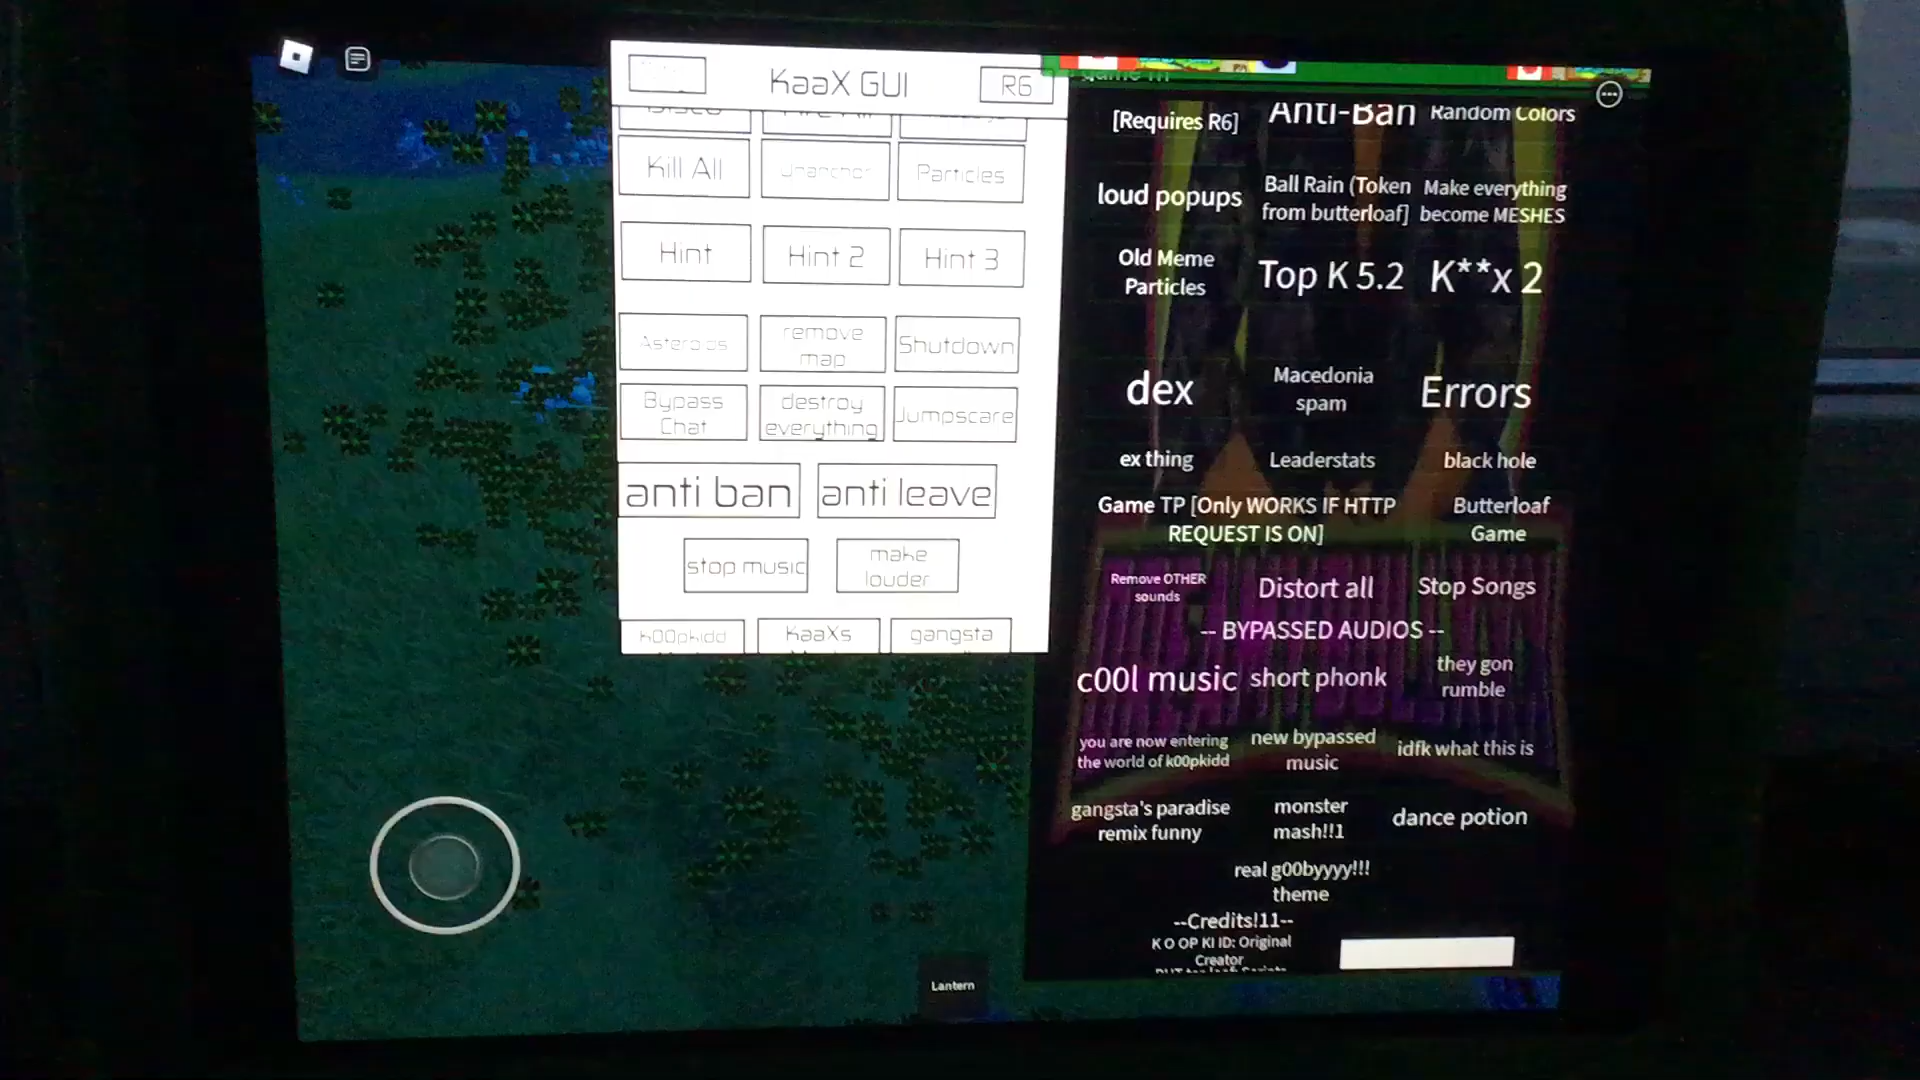 KaaX GUI
R6
Disco
Kill All
Unanchor
Particles
Hint
Hint 2
Hint 3
Asteroids
remove
map
Shutdown
Bypass
Chat
destroy
everything
Jumpscare
anti ban
anti leave
stop music
make
louder
k00pkidd
KaaXs
gangsta
[Requires R6]
Anti-Ban
Random Colors
loud popups
Ball Rain (Token
from butterloaf]
Make everything
become MESHES
Old Meme
Particles
Top K 5.2
K**x 2
dex
Macedonia
spam
Errors
ex thing
Leaderstats
black hole
Game TP [Only WORKS IF HTTP
REQUEST IS ON]
Butterloaf
Game
Remove OTHER
sounds
Distort all
Stop Songs
-- BYPASSED AUDIOS --
c00l music
short phonk
they gon
rumble
you are now entering
the world of k00pkidd
new bypassed
music
idfk what this is
gangsta's paradise
remix funny
monster
mash!!1
dance potion
real g00byyyy!!!
theme
--Credits!11--
K O OP KI ID: Original
Creator
Lantern